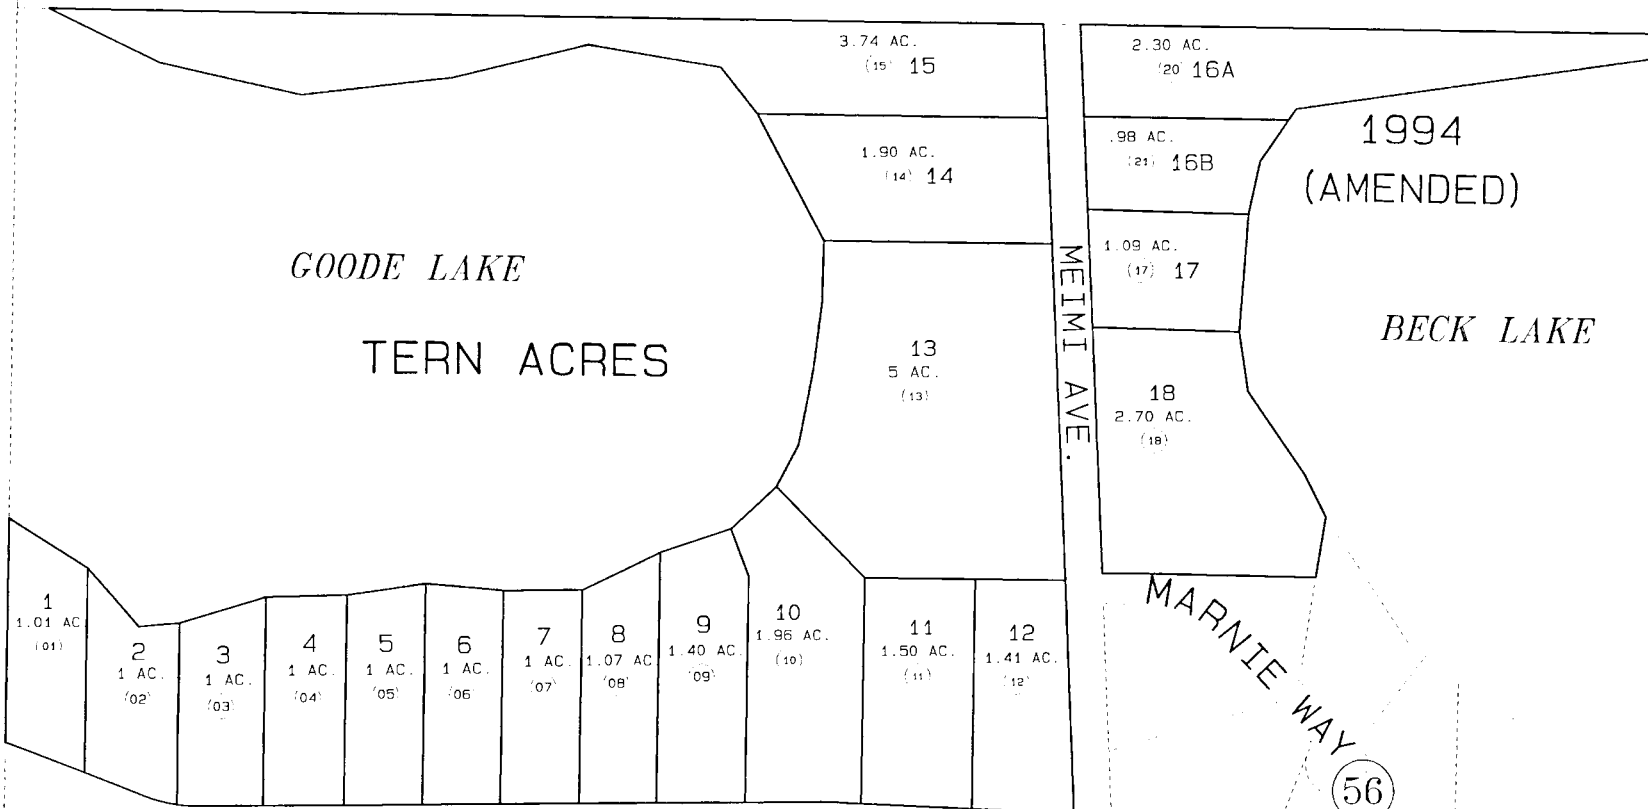 3.74 AC.
(15) 15
2.30 AC.
(20) 16A
1994
(AMENDED)
.98 AC.
(21) 16B
1.90 AC.
(14) 14
GOODE LAKE
TERN ACRES
1.09 AC.
(17) 17
BECK LAKE
MEIMI AVE.
13
5 AC.
(13)
18
2.70 AC.
(18)
1
1.01 AC
(01)
2
1 AC.
(02)
3
1 AC.
(03)
4
1 AC.
(04)
5
1 AC.
(05)
6
1 AC.
(06)
7
1 AC.
(07)
8
1.07 AC
(08)
9
1.40 AC.
(09)
10
1.96 AC.
(10)
11
1.50 AC.
(11)
12
1.41 AC.
(12)
MARNIE WAY
56